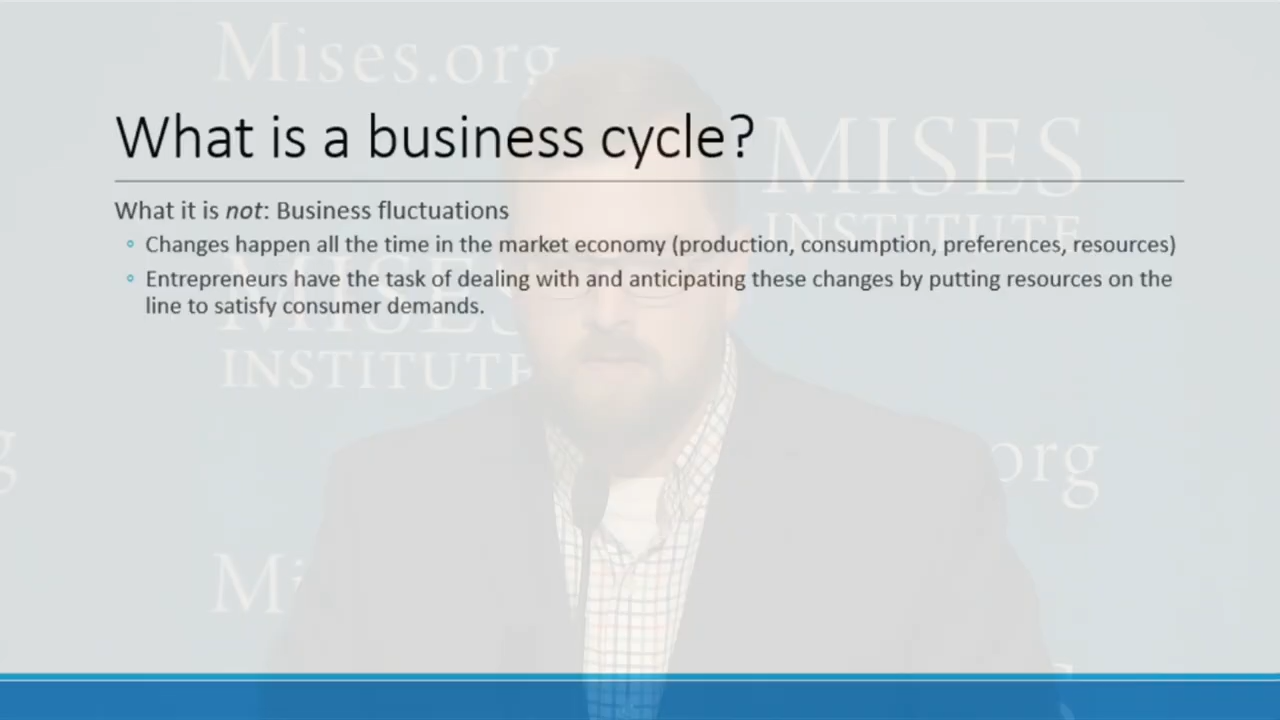 Mises.org
What is a business cycle?
MISES
INSTITUTE
What it is not: Business fluctuations
◦ Changes happen all the time in the market economy (production, consumption, preferences, resources)
◦ Entrepreneurs have the task of dealing with and anticipating these changes by putting resources on the
line to satisfy consumer demands.
MISES
INSTITUTE
org